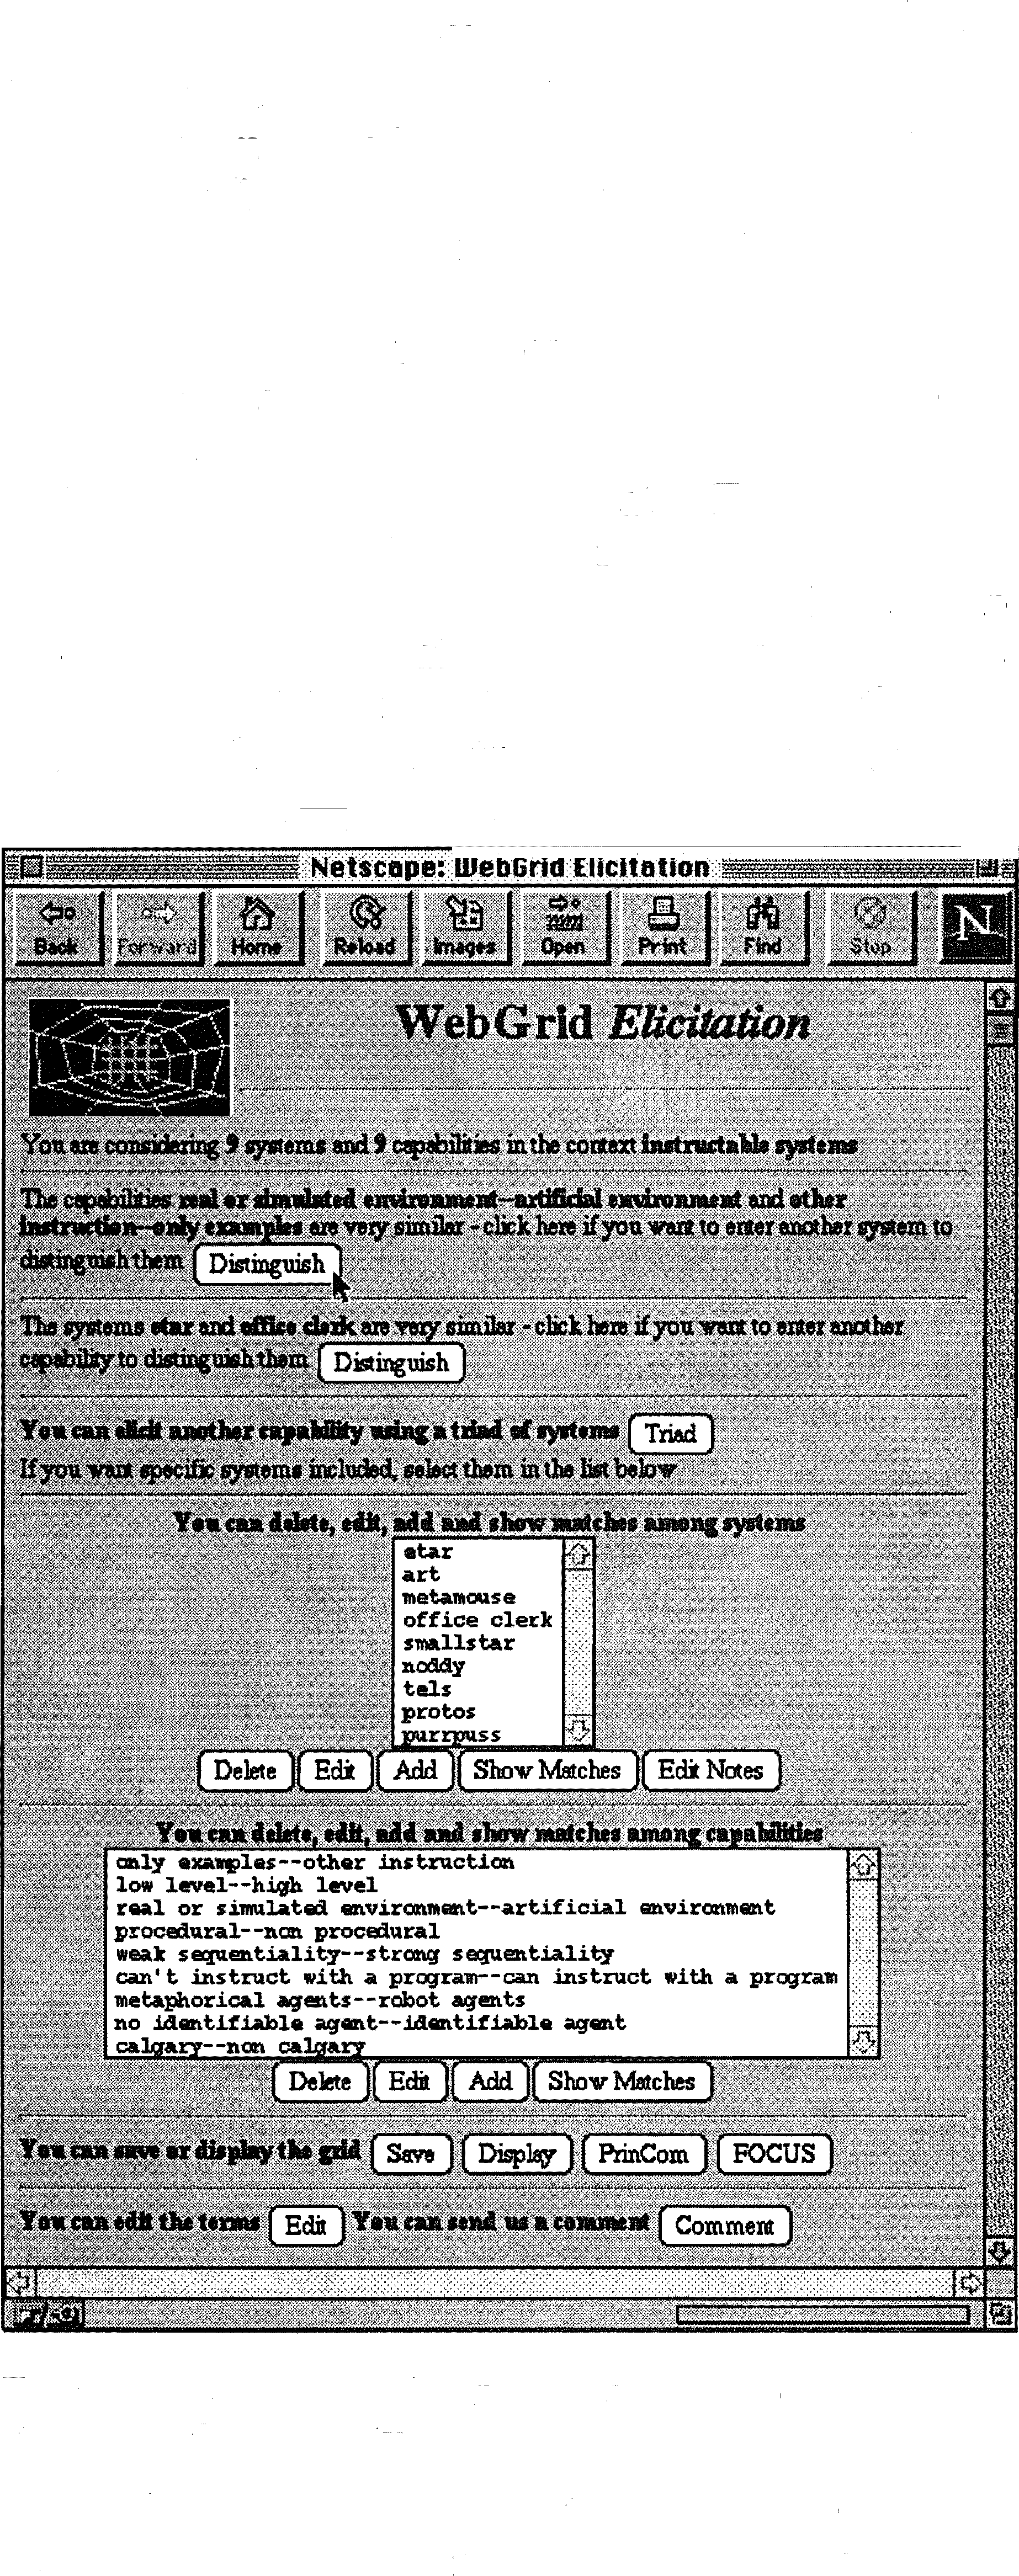 Netscape: WebGrid Elicitation
Back Forward Home Reload Images Open Print Find Stop N
WebGrid Elicitation
You are considering 9 systems and 9 capabilities in the context instructable systems
The capabilities real or simulated environment--artificial environment and other
instruction--only examples are very similar - click here if you want to enter another system to
distinguish them Distinguish
The systems star and office clerk are very similar - click here if you want to enter another
capability to distinguish them Distinguish
You can elicit another capability using a triad of systems Triad
If you want specific systems included, select them in the list below
You can delete, edit, add and show matches among systems
star
art
metamouse
office clerk
smallstar
noddy
tels
protos
purrpuss
Delete Edit Add Show Matches Edit Notes
You can delete, edit, add and show matches among capabilities
only examples--other instruction
low level--high level
real or simulated environment--artificial environment
procedural--non procedural
weak sequentiality--strong sequentiality
can't instruct with a program--can instruct with a program
metaphorical agents--robot agents
no identifiable agent--identifiable agent
calgary--non calgary
Delete Edit Add Show Matches
You can save or display the grid Save Display PrinCom FOCUS
You can edit the terms Edit You can send us a comment Comment